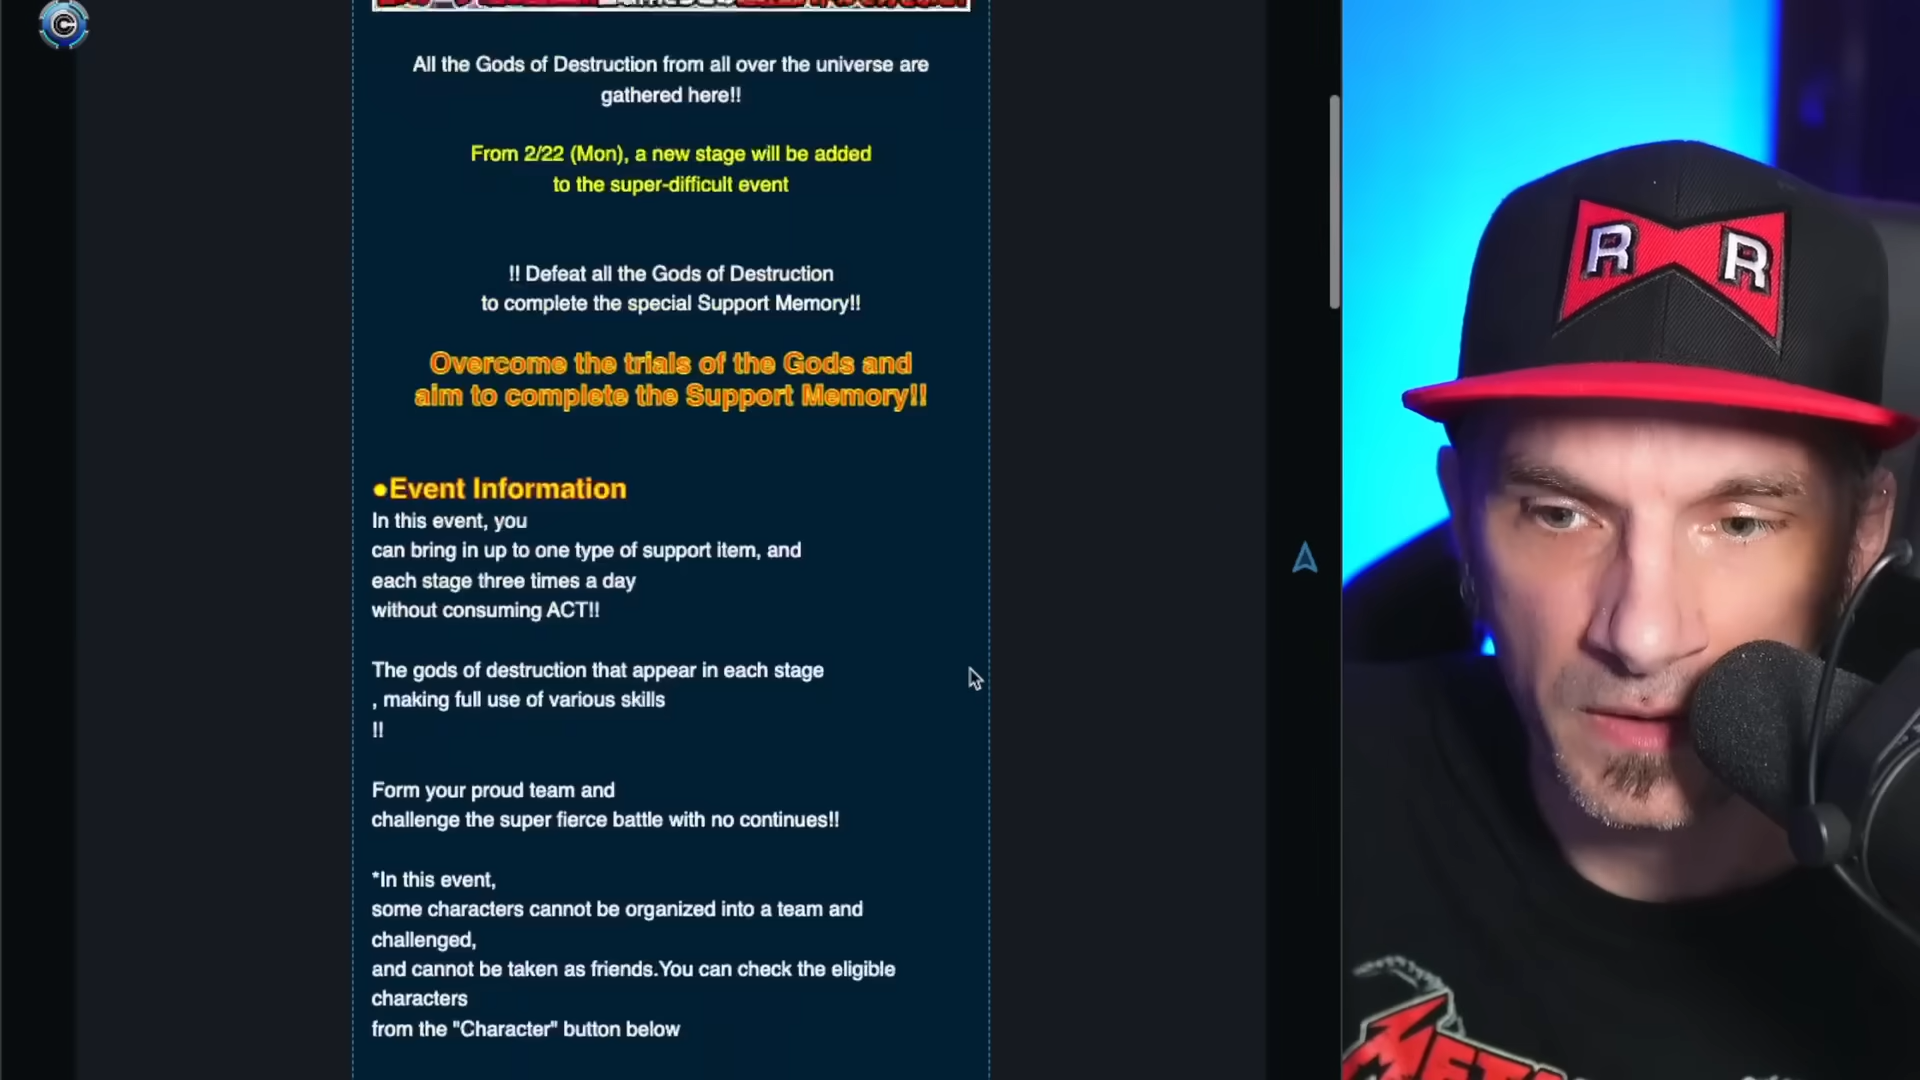 All the Gods of Destruction from all over the universe are
gathered here!!
From 2/22 (Mon), a new stage will be added
to the super-difficult event
!! Defeat all the Gods of Destruction
to complete the special Support Memory!!
Overcome the trials of the Gods and
aim to complete the Support Memory!!
●Event Information
In this event, you
can bring in up to one type of support item, and
each stage three times a day
without consuming ACT!!
The gods of destruction that appear in each stage
, making full use of various skills
!!
Form your proud team and
challenge the super fierce battle with no continues!!
*In this event,
some characters cannot be organized into a team and
challenged,
and cannot be taken as friends.You can check the eligible
characters
from the "Character" button below
R R